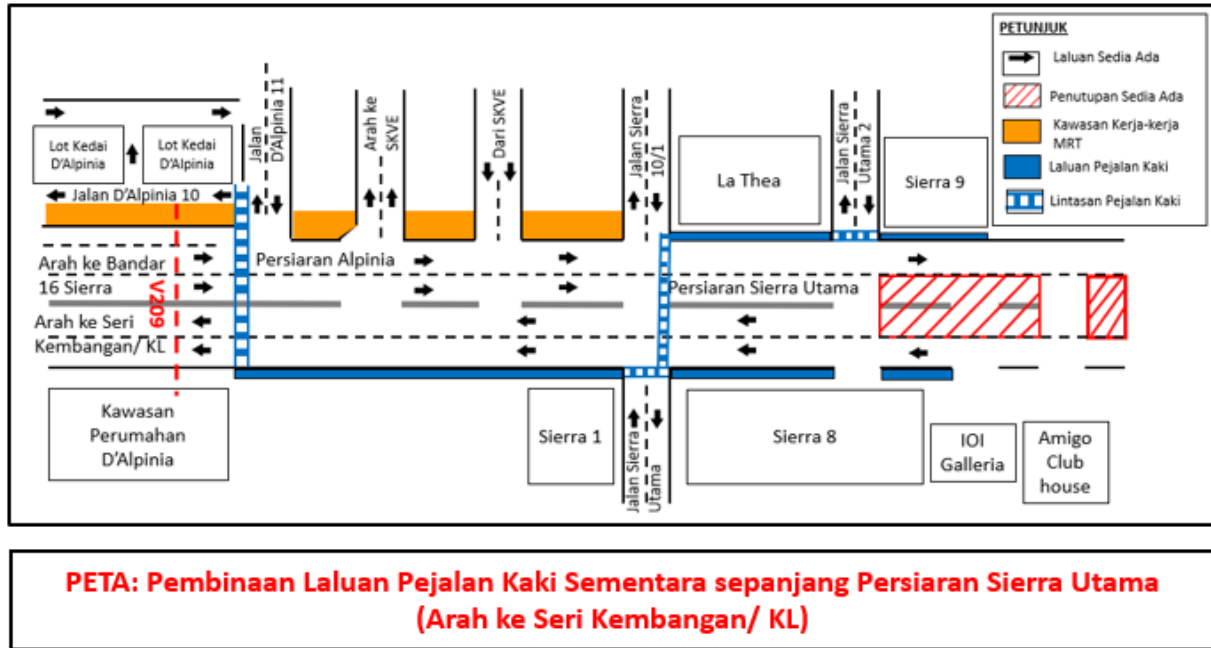 PETUNJUK
Laluan Sedia Ada
Penutupan Sedia Ada
Kawasan Kerja-kerja
MRT
Laluan Pejalan Kaki
Lintasan Pejalan Kaki
Lot Kedai
D'Alpinia
Lot Kedai
D'Alpinia
Jalan D'Alpinia 10
Jalan
D'Alpinia 11
Arah ke
SKVE
Dari SKVE
Jalan Sierra
10/1
La Thea
Jalan Sierra
Utama 2
Sierra 9
Arah ke Bandar
16 Sierra
V209
Persiaran Alpinia
Persiaran Sierra Utama
Arah ke Seri
Kembangan/ KL
Kawasan
Perumahan
D'Alpinia
Sierra 1
Jalan Sierra
Utama
Sierra 8
IOI
Galleria
Amigo
Club
house
PETA: Pembinaan Laluan Pejalan Kaki Sementara sepanjang Persiaran Sierra Utama
(Arah ke Seri Kembangan/ KL)